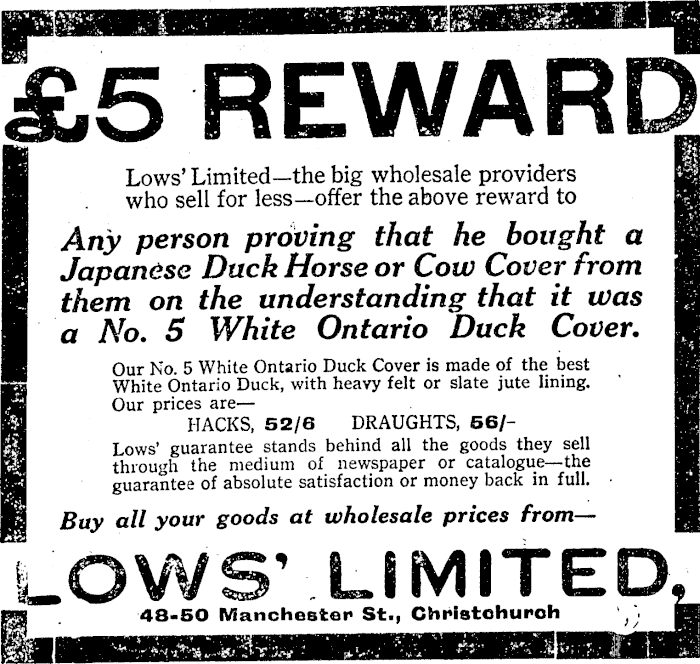 £5 REWARD
Lows' Limited—the big wholesale providers
who sell for less—offer the above reward to
Any person proving that he bought a
Japanese Duck Horse or Cow Cover from
them on the understanding that it was
a No. 5 White Ontario Duck Cover.
Our No. 5 White Ontario Duck Cover is made of the best
White Ontario Duck, with heavy felt or slate jute lining.
Our prices are—
HACKS, 52/6 DRAUGHTS, 56/-
Lows' guarantee stands behind all the goods they sell
through the medium of newspaper or catalogue—the
guarantee of absolute satisfaction or money back in full.
Buy all your goods at wholesale prices from—
LOWS' LIMITED,
48-50 Manchester St., Christchurch